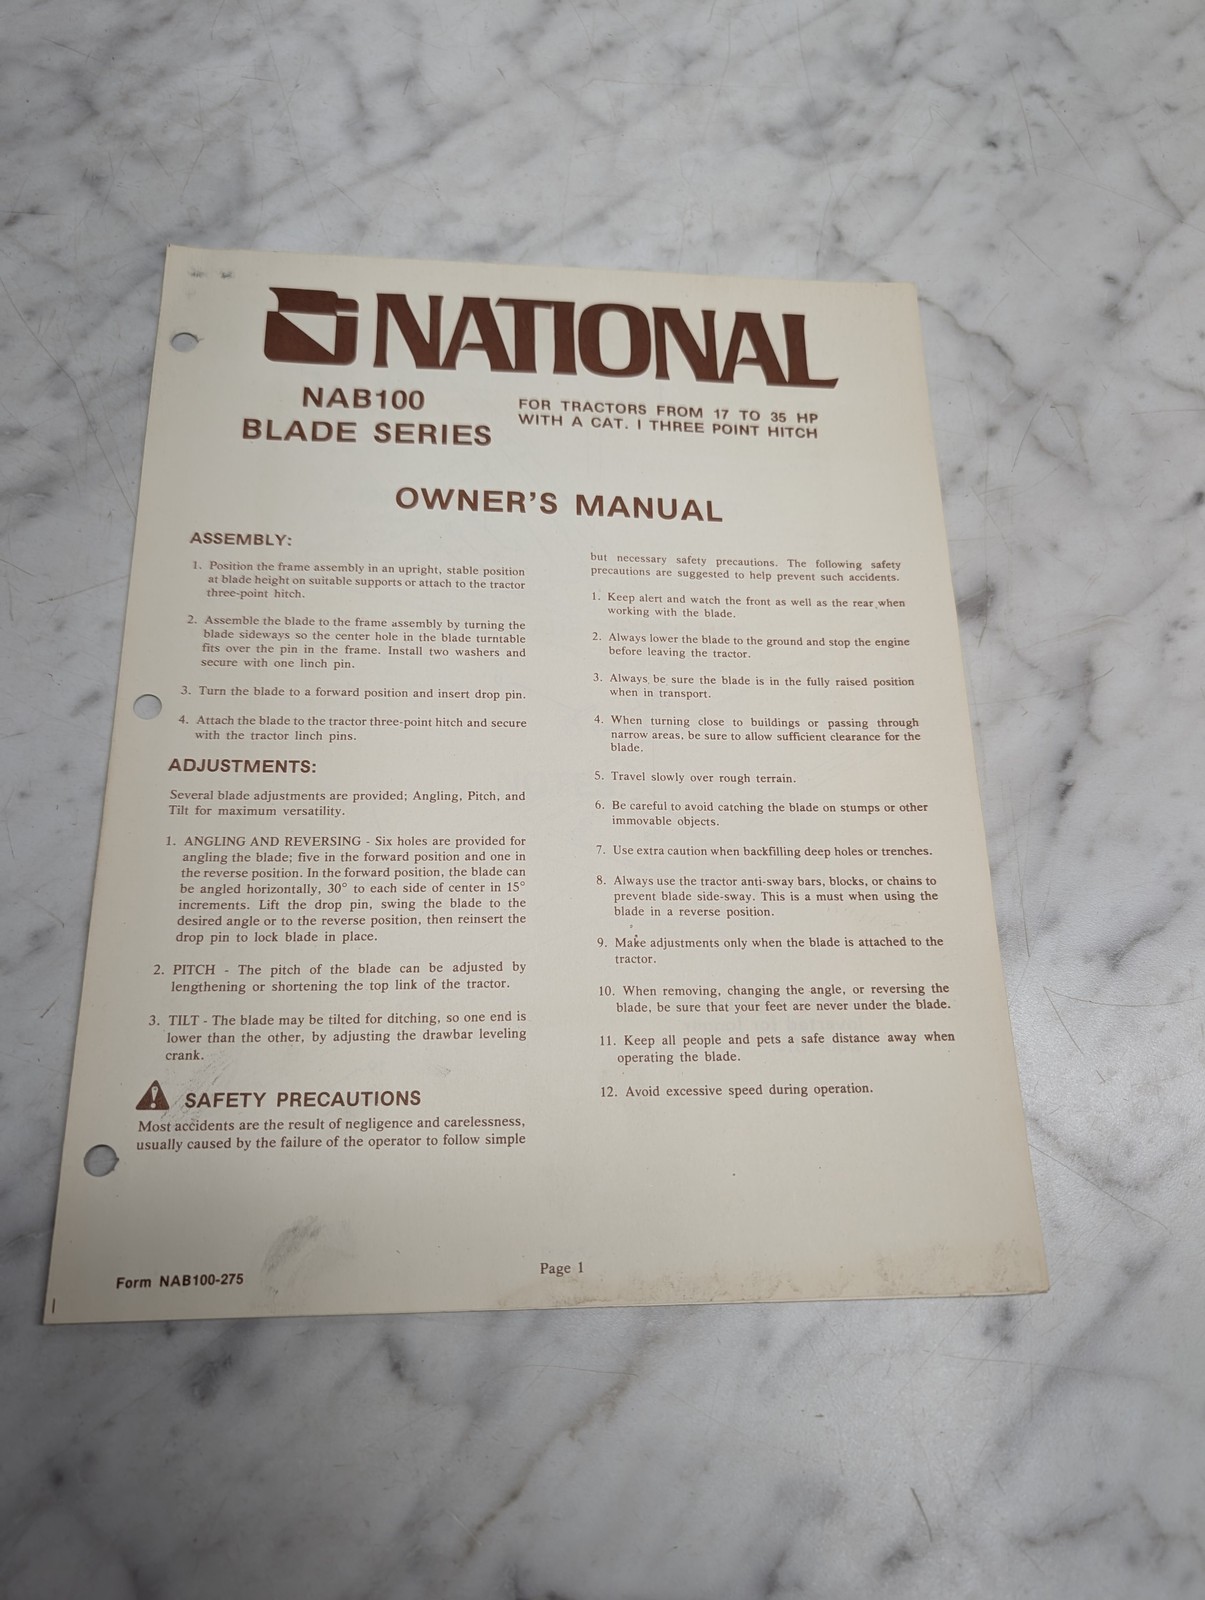 NATIONAL
NAB100
BLADE SERIES
FOR TRACTORS FROM 17 TO 35 HP
WITH A CAT. I THREE POINT HITCH
OWNER'S MANUAL
ASSEMBLY:
1. Position the frame assembly in an upright, stable position
at blade height on suitable supports or attach to the tractor
three-point hitch.
2. Assemble the blade to the frame assembly by turning the
blade sideways so the center hole in the blade turntable
fits over the pin in the frame. Install two washers and
secure with one linch pin.
3. Turn the blade to a forward position and insert drop pin.
4. Attach the blade to the tractor three-point hitch and secure
with the tractor linch pins.
ADJUSTMENTS:
Several blade adjustments are provided; Angling, Pitch, and
Tilt for maximum versatility.
1. ANGLING AND REVERSING - Six holes are provided for
angling the blade; five in the forward position and one in
the reverse position. In the forward position, the blade can
be angled horizontally, 30° to each side of center in 15°
increments. Lift the drop pin, swing the blade to the
desired angle or to the reverse position, then reinsert the
drop pin to lock blade in place.
2. PITCH - The pitch of the blade can be adjusted by
lengthening or shortening the top link of the tractor.
3. TILT - The blade may be tilted for ditching, so one end is
lower than the other, by adjusting the drawbar leveling
crank.
SAFETY PRECAUTIONS
Most accidents are the result of negligence and carelessness,
usually caused by the failure of the operator to follow simple
but necessary safety precautions. The following safety
precautions are suggested to help prevent such accidents.
1. Keep alert and watch the front as well as the rear when
working with the blade.
2. Always lower the blade to the ground and stop the engine
before leaving the tractor.
3. Always be sure the blade is in the fully raised position
when in transport.
4. When turning close to buildings or passing through
narrow areas, be sure to allow sufficient clearance for the
blade.
5. Travel slowly over rough terrain.
6. Be careful to avoid catching the blade on stumps or other
immovable objects.
7. Use extra caution when backfilling deep holes or trenches.
8. Always use the tractor anti-sway bars, blocks, or chains to
prevent blade side-sway. This is a must when using the
blade in a reverse position.
9. Make adjustments only when the blade is attached to the
tractor.
10. When removing, changing the angle, or reversing the
blade, be sure that your feet are never under the blade.
11. Keep all people and pets a safe distance away when
operating the blade.
12. Avoid excessive speed during operation.
Form NAB100-275
Page 1